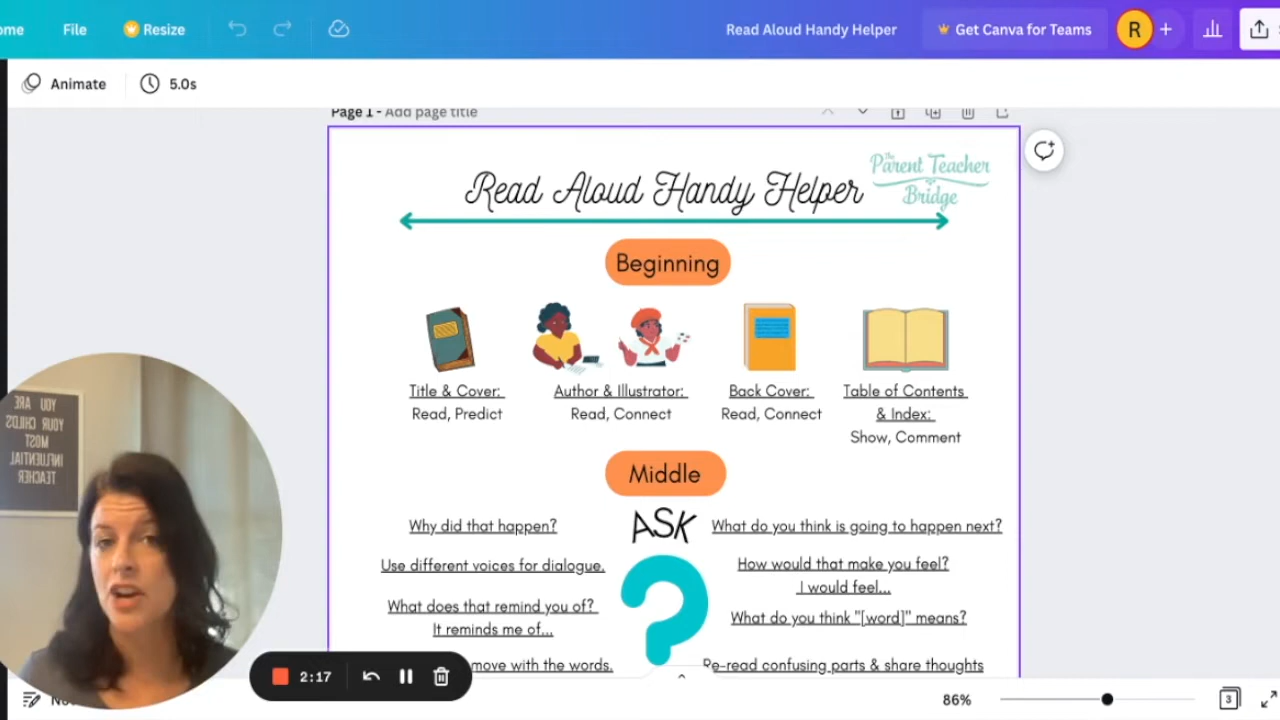 ome File Resize Read Aloud Handy Helper Get Canva for Teams R +
Animate 5.0s
Page 1 - Add page title
The
Parent Teacher
Bridge
Read Aloud Handy Helper
Beginning
Title & Cover:
Read, Predict
Author & Illustrator:
Read, Connect
Back Cover:
Read, Connect
Table of Contents
& Index:
Show, Comment
Middle
ASK
Why did that happen?
Use different voices for dialogue.
What does that remind you of?
It reminds me of...
move with the words.
?
What do you think is going to happen next?
How would that make you feel?
I would feel...
What do you think "[word]" means?
Re-read confusing parts & share thoughts
YOU ARE
YOUR CHILD'S
MOST
INFLUENTIAL
TEACHER
2:17
86%
3